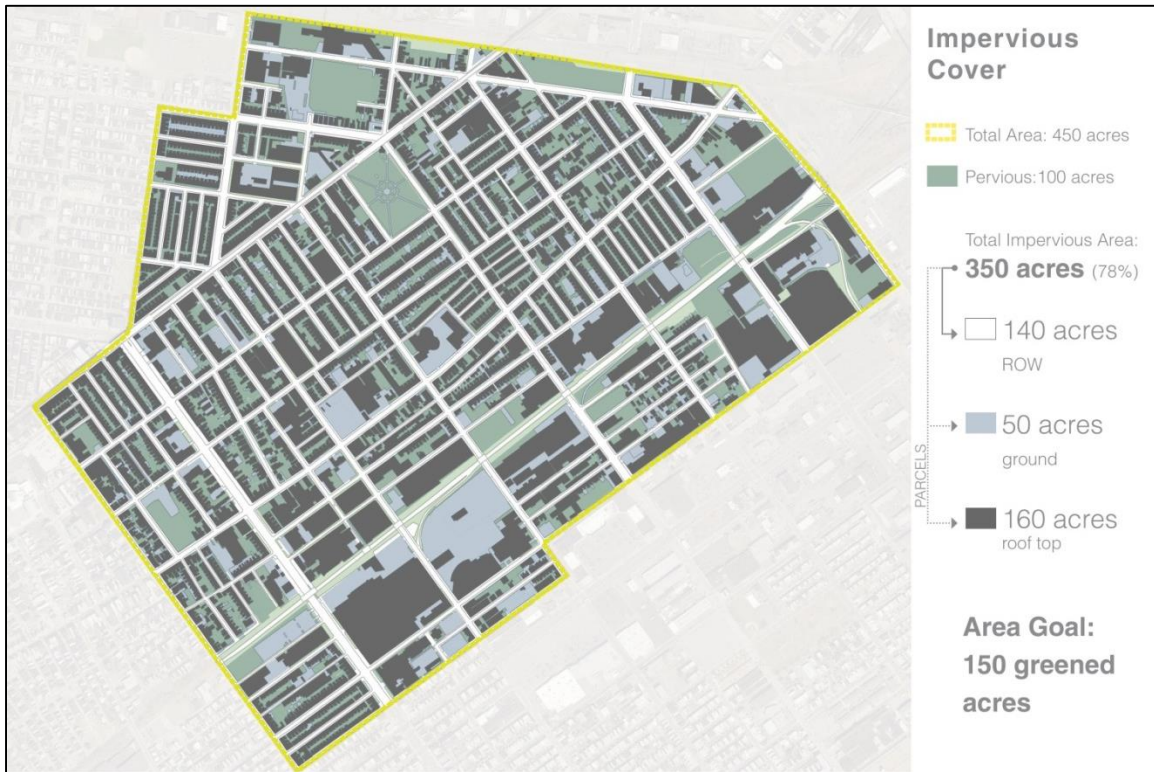 Impervious
Cover
Total Area: 450 acres
Pervious:100 acres
Total Impervious Area:
350 acres (78%)
140 acres
ROW
50 acres
ground
PARCELS
160 acres
roof top
Area Goal:
150 greened
acres